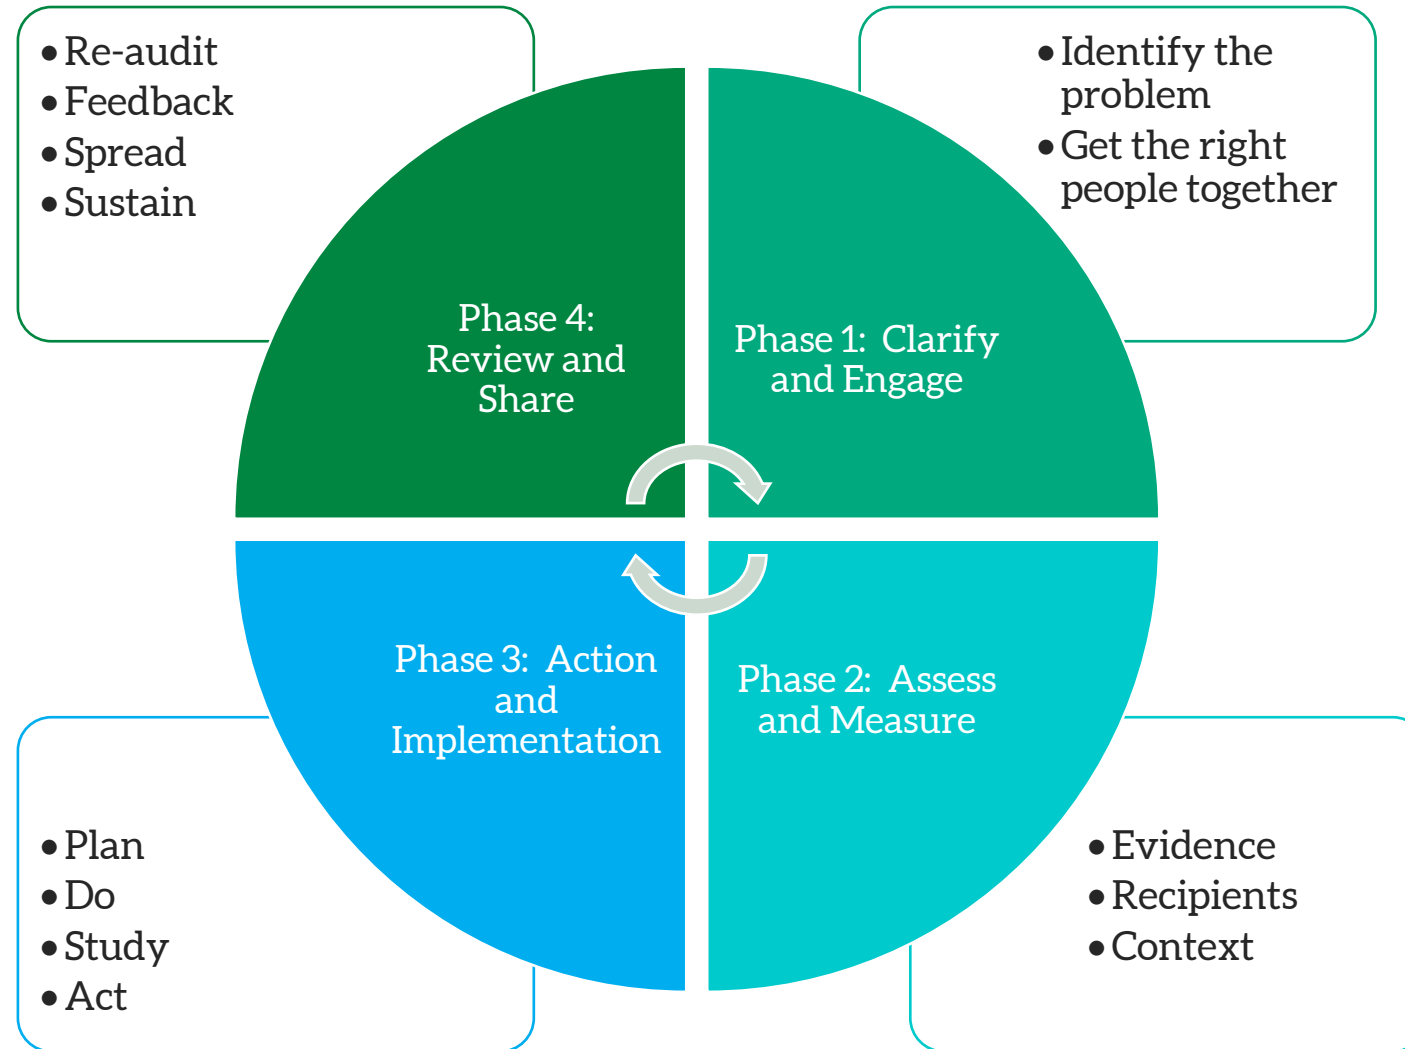 • Re-audit
• Feedback
• Spread
• Sustain
• Identify the
problem
• Get the right
people together
Phase 4:
Review and
Share
Phase 1:  Clarify
and Engage
Phase 3:  Action
and
Implementation
Phase 2:  Assess
and Measure
• Plan
• Do
• Study
• Act
• Evidence
• Recipients
• Context